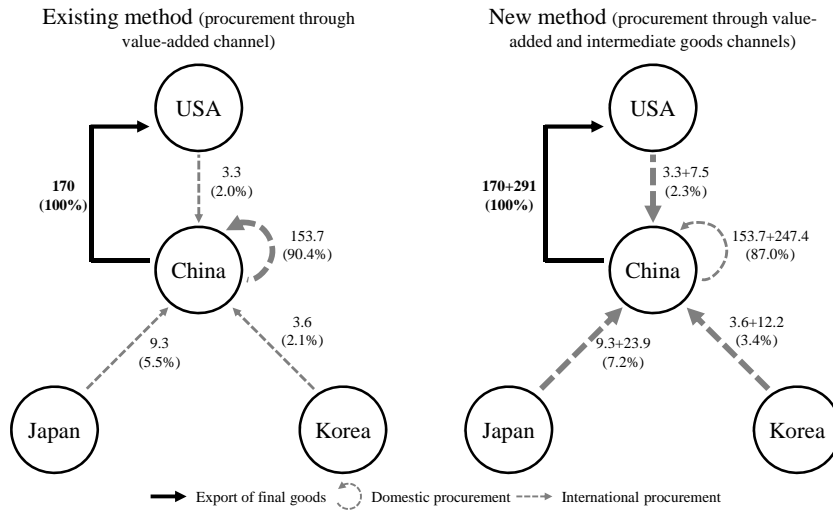 Existing method (procurement through
value-added channel)
USA
170
(100%)
3.3
(2.0%)
153.7
(90.4%)
China
9.3
(5.5%)
3.6
(2.1%)
Japan
Korea
New method (procurement through value-
added and intermediate goods channels)
USA
170+291
(100%)
3.3+7.5
(2.3%)
153.7+247.4
(87.0%)
China
9.3+23.9
(7.2%)
3.6+12.2
(3.4%)
Japan
Korea
Export of final goods
Domestic procurement
International procurement